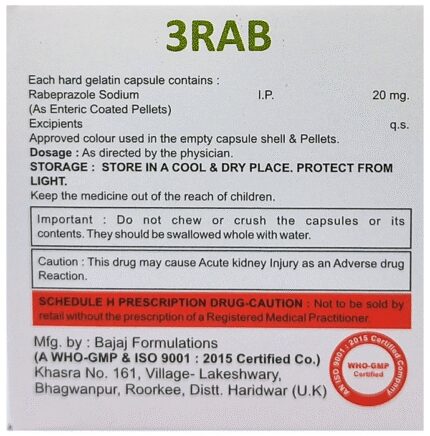 3RAB
Each hard gelatin capsule contains :
Rabeprazole Sodium I.P. 20 mg.
(As Enteric Coated Pellets)
Excipients q.s.
Approved colour used in the empty capsule shell & Pellets.
Dosage : As directed by the physician.
STORAGE : STORE IN A COOL & DRY PLACE. PROTECT FROM
LIGHT.
Keep the medicine out of the reach of children.
Important : Do not chew or crush the capsules or its
contents. They should be swallowed whole with water.
Caution : This drug may cause Acute kidney Injury as an Adverse drug
Reaction.
SCHEDULE H PRESCRIPTION DRUG-CAUTION : Not to be sold by
retail without the prescription of a Registered Medical Practitioner.
Mfg. by : Bajaj Formulations
(A WHO-GMP & ISO 9001 : 2015 Certified Co.)
Khasra No. 161, Village- Lakeshwary,
Bhagwanpur, Roorkee, Distt. Haridwar (U.K)
AN ISO 9001 : 2015 Certified Company
WHO-GMP
Certified